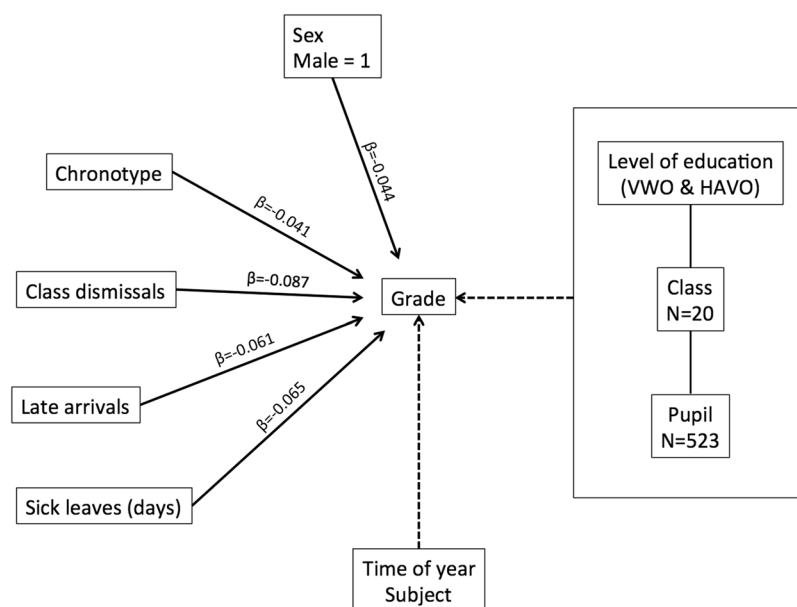 Sex
Male = 1
β=-0.044
Chronotype
β=-0.041
Class dismissals
β=-0.087
Late arrivals
β=-0.061
Sick leaves (days)
β=-0.065
Grade
Level of education
(VWO & HAVO)
Class
N=20
Pupil
N=523
Time of year
Subject